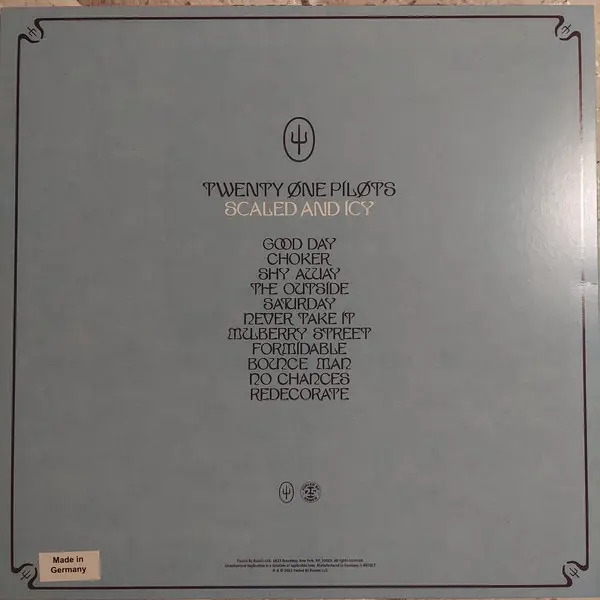 TWENTY ØNE PILØTS
SCALED AND ICY
GOOD DAY
CHOKER
SHY AWAY
THE OUTSIDE
SATURDAY
NEVER TAKE IT
MULBERRY STREET
FORMIDABLE
BOUNCE MAN
NO CHANCES
REDECORATE
Made in
Germany